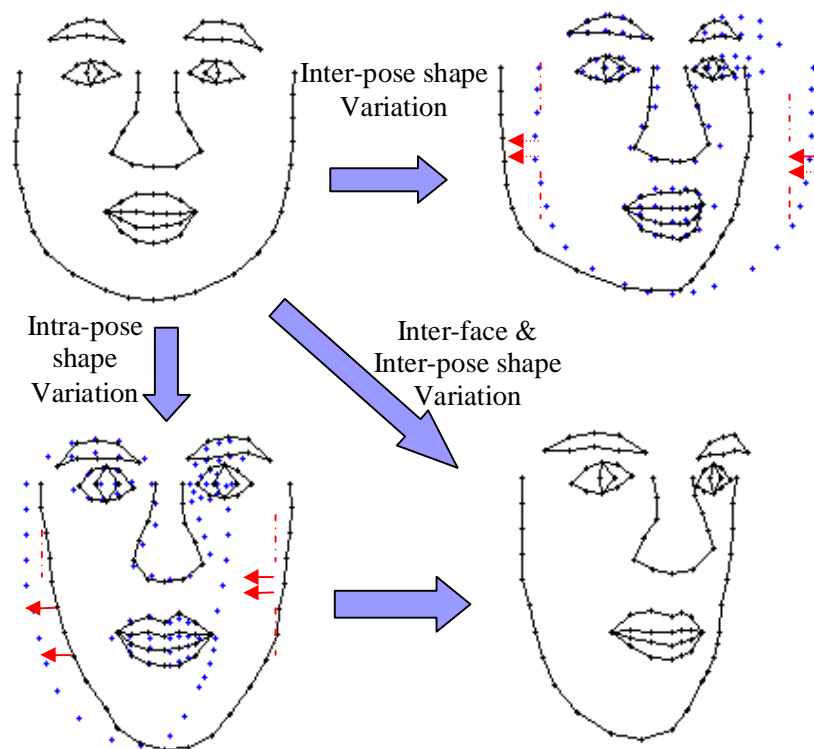 Inter-pose shape
Variation
Intra-pose
shape
Variation
Inter-face &
Inter-pose shape
Variation